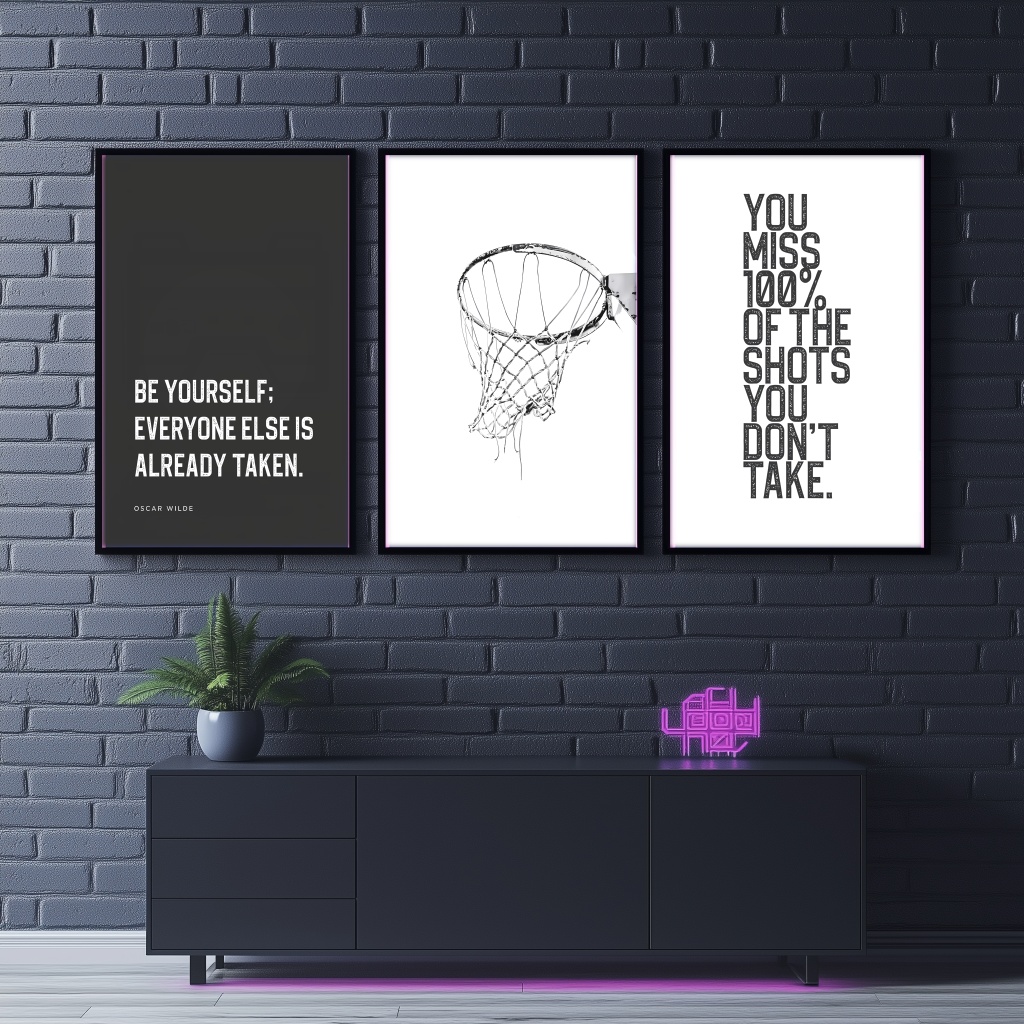 BE YOURSELF;
EVERYONE ELSE IS
ALREADY TAKEN.
OSCAR WILDE
YOU
MISS
100%
OF THE
SHOTS
YOU
DON'T
TAKE.